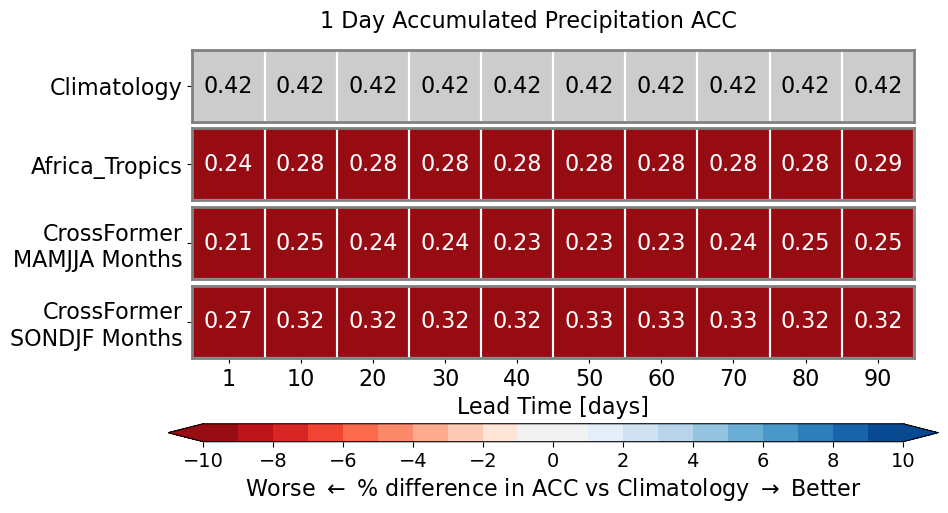 1 Day Accumulated Precipitation ACC
Climatology 0.42 0.42 0.42 0.42 0.42 0.42 0.42 0.42 0.42 0.42
Africa_Tropics 0.24 0.28 0.28 0.28 0.28 0.28 0.28 0.28 0.28 0.29
CrossFormer
MAMJJA Months 0.21 0.25 0.24 0.24 0.23 0.23 0.23 0.24 0.25 0.25
CrossFormer
SONDJF Months 0.27 0.32 0.32 0.32 0.32 0.33 0.33 0.33 0.32 0.32
1 10 20 30 40 50 60 70 80 90
Lead Time [days]
−10 −8 −6 −4 −2 0 2 4 6 8 10
Worse ← % difference in ACC vs Climatology → Better